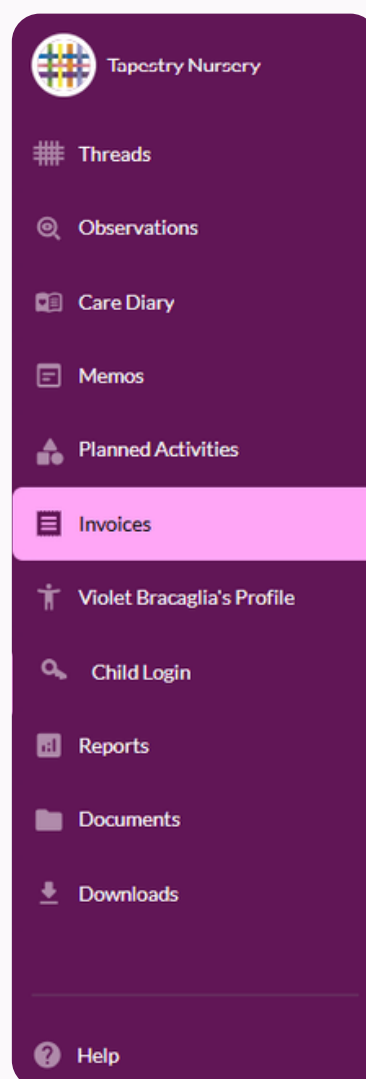 Tapestry Nursery
Threads
Observations
Care Diary
Memos
Planned Activities
Invoices
Violet Bracaglia's Profile
Child Login
Reports
Documents
Downloads
Help